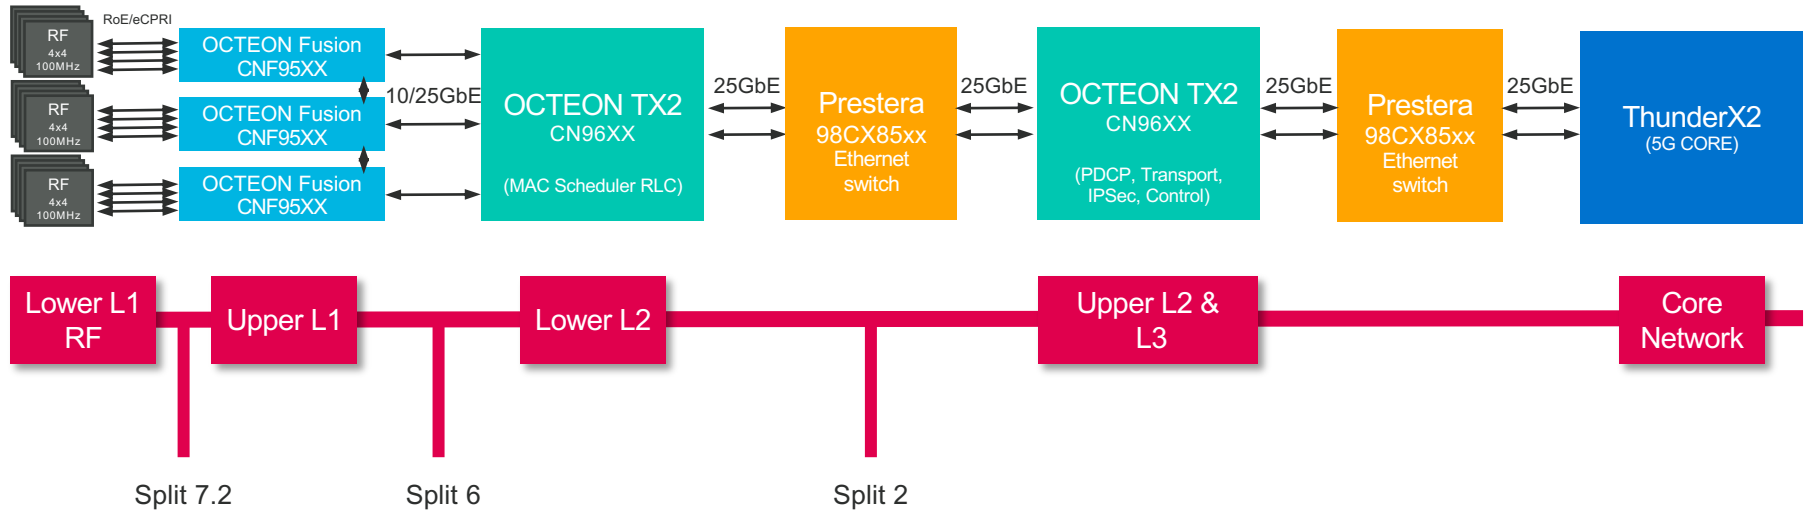 RoE/eCPRI
RF
4x4
100MHz
RF
4x4
100MHz
RF
4x4
100MHz
OCTEON Fusion
CNF95XX
OCTEON Fusion
CNF95XX
OCTEON Fusion
CNF95XX
10/25GbE
OCTEON TX2
CN96XX
(MAC Scheduler RLC)
25GbE
Prestera
98CX85xx
Ethernet
switch
25GbE
OCTEON TX2
CN96XX
(PDCP, Transport,
IPSec, Control)
25GbE
Prestera
98CX85xx
Ethernet
switch
25GbE
ThunderX2
(5G CORE)
Lower L1
RF
Upper L1
Lower L2
Upper L2 &
L3
Core
Network
Split 7.2
Split 6
Split 2